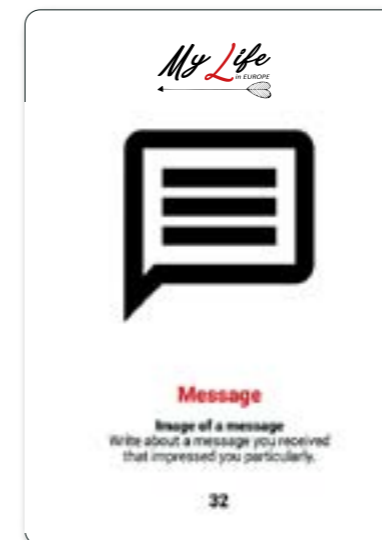 My Life
in EUROPE
Message
Image of a message
Write about a message you received
that impressed you particularly.
32